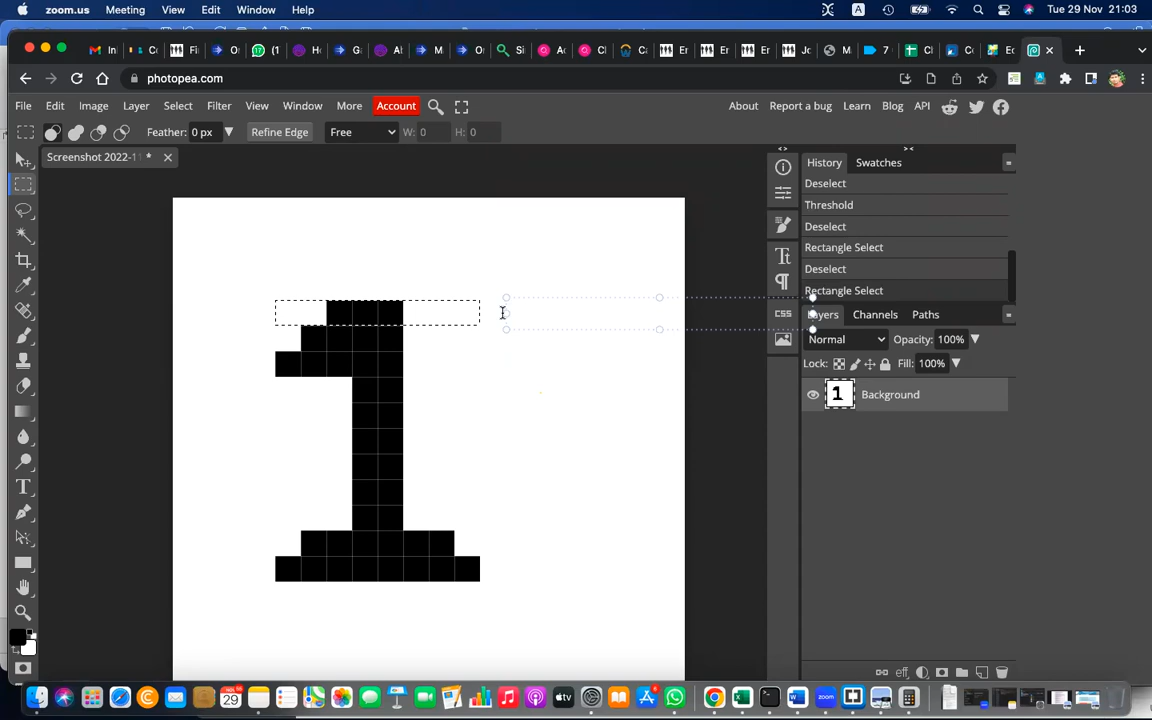 zoom.us Meeting View Edit Window Help A Tue 29 Nov 21:03
photopea.com
File Edit Image Layer Select Filter View Window More Account About Report a bug Learn Blog API
Feather: 0 px Refine Edge Free W: 0 H: 0
Screenshot 2022-1 *
History Swatches
Deselect
Threshold
Deselect
Rectangle Select
Deselect
Rectangle Select
CSS
Layers Channels Paths
Normal Opacity: 100%
Lock: Fill: 100%
1 Background
eff